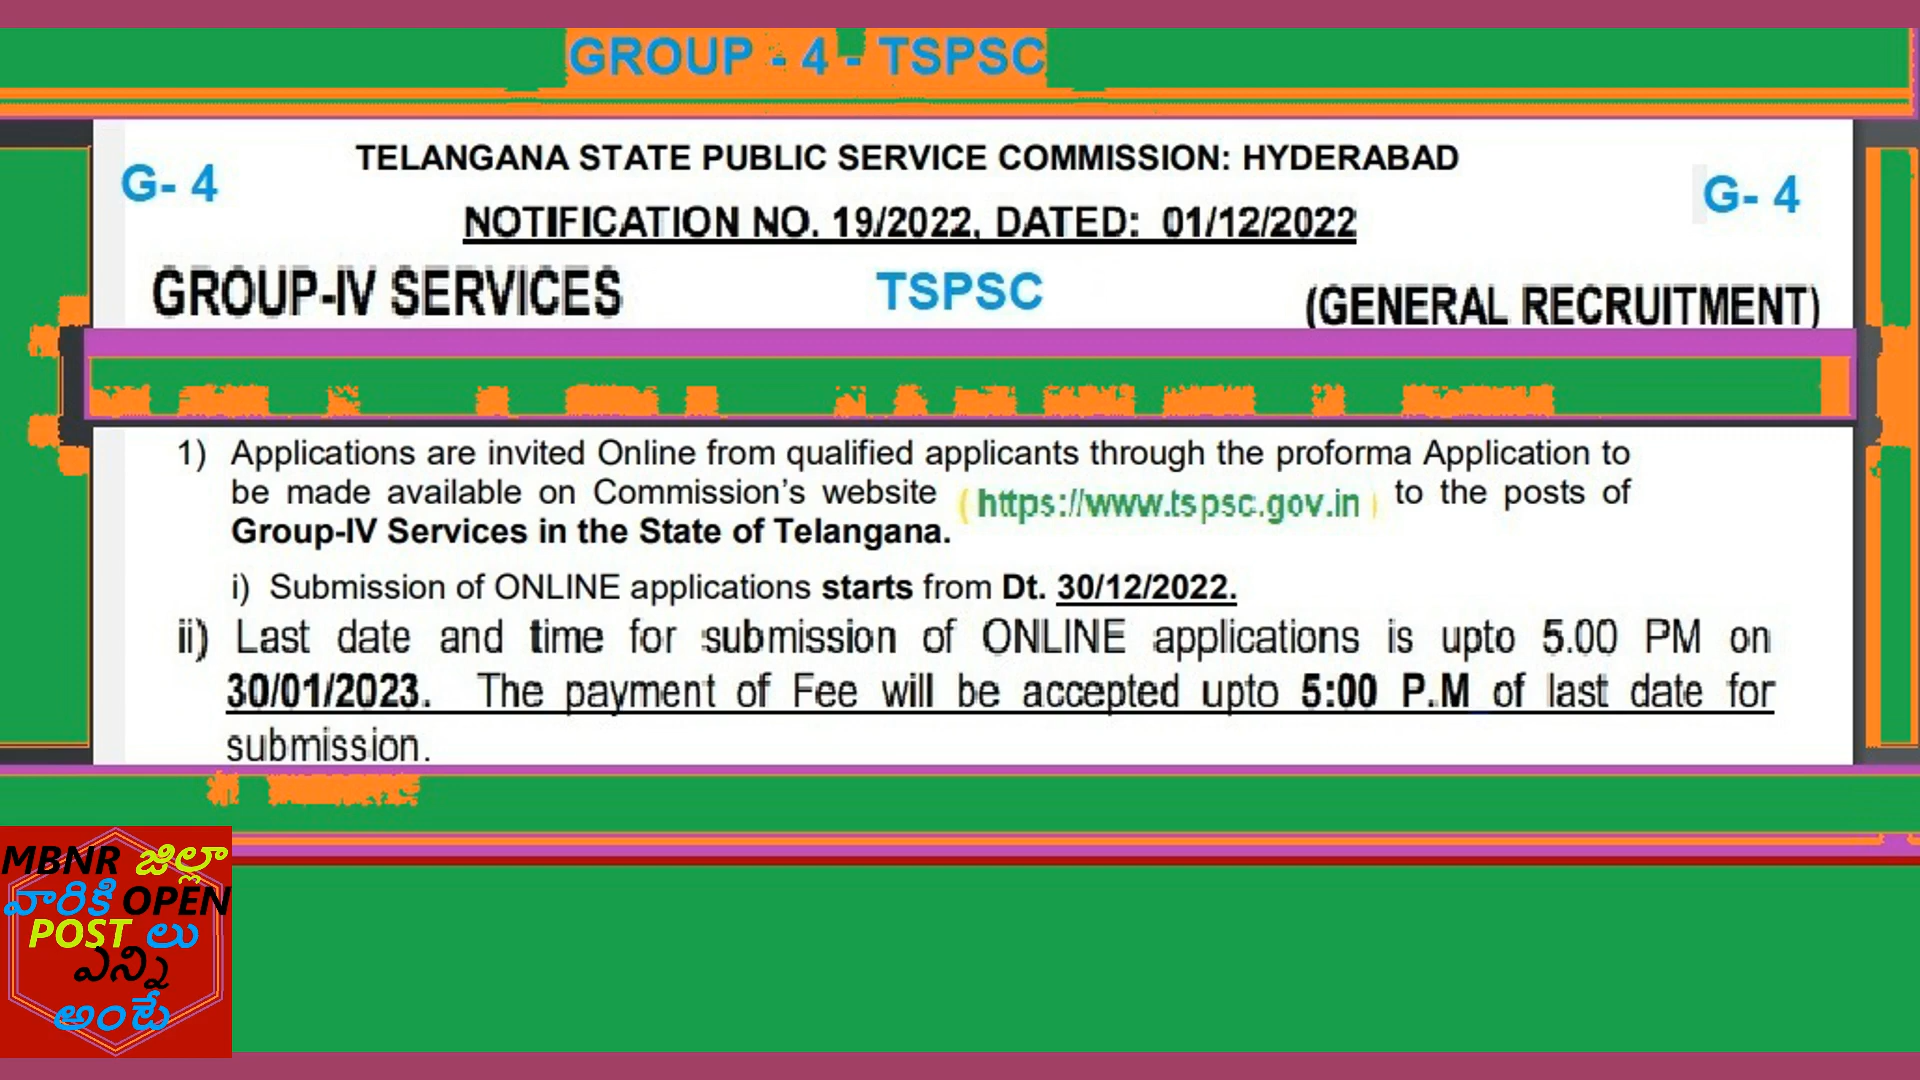 GROUP - 4 - TSPSC
TELANGANA STATE PUBLIC SERVICE COMMISSION: HYDERABAD
G- 4
G- 4
NOTIFICATION NO. 19/2022, DATED: 01/12/2022
GROUP-IV SERVICES
TSPSC
(GENERAL RECRUITMENT)
1) Applications are invited Online from qualified applicants through the proforma Application to
be made available on Commission's website ( https://www.tspsc.gov.in ) to the posts of
Group-IV Services in the State of Telangana.
i) Submission of ONLINE applications starts from Dt. 30/12/2022.
ii) Last date and time for submission of ONLINE applications is upto 5.00 PM on
30/01/2023. The payment of Fee will be accepted upto 5:00 P.M of last date for
submission.
MBNR జిల్లా
వారికి OPEN
POST లు
ఎన్ని
అంటే